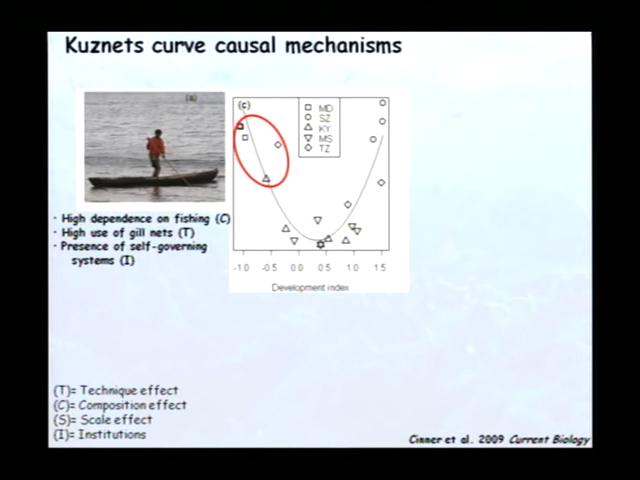 Kuznets curve causal mechanisms
(a)
(c)
MD
SZ
KY
MS
TZ
-1.0 -0.5 0.0 0.5 1.0 1.5
Development index
· High dependence on fishing (C)
· High use of gill nets (T)
· Presence of self-governing
systems (I)
(T)= Technique effect
(C)= Composition effect
(S)= Scale effect
(I)= Institutions
Cinner et al. 2009 Current Biology